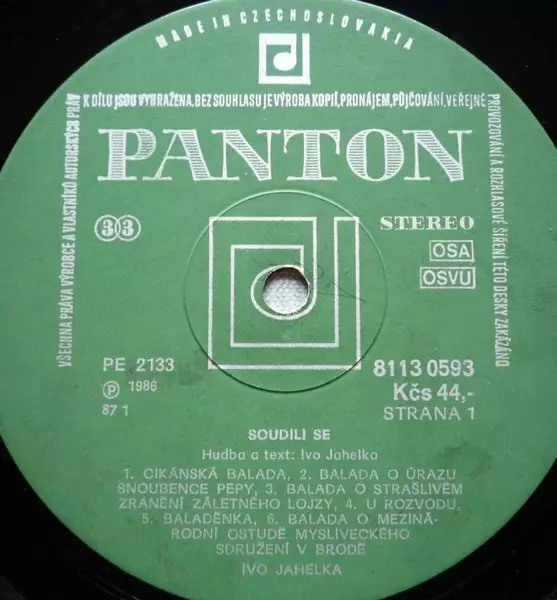 MADE IN CZECHOSLOVAKIA
VŠECHNA PRÁVA VÝROBCE A VLASTNÍKŮ AUTORSKÝCH PRÁV
K DÍLU JSOU VYHRAŽENA. BEZ SOUHLASU JE VÝROBA KOPIÍ, PRONÁJEM, PŮJČOVÁNÍ, VEŘEJNÉ
PROVOZOVÁNÍ A ROZHLASOVÉ ŠÍŘENÍ TÉTO DESKY ZAKÁZÁNO
PANTON
33
STEREO
OSA
OSVU
PE 2133
Ⓟ 1986
87 1
8113 0593
Kčs 44,-
STRANA 1
SOUDILI SE
Hudba a text: Ivo Jahelka
1. CIKÁNSKÁ BALADA, 2. BALADA O ÚRAZU
SNOUBENCE PEPY, 3. BALADA O STRAŠLIVÉM
ZRANĚNÍ ZÁLETNÉHO LOJZY, 4. U ROZVODU,
5. BALADĚNKA, 6. BALADA O MEZINÁ-
RODNÍ OSTUDĚ MYSLIVECKÉHO
SDRUŽENÍ V BRODĚ
IVO JAHELKA